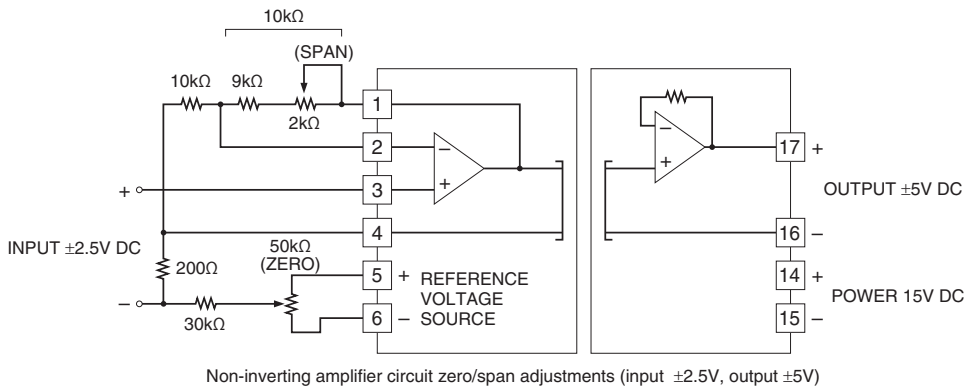 10kΩ
(SPAN)
10kΩ 9kΩ
2kΩ
1
2
3
4
5
6
+
−
+
−
+
INPUT ±2.5V DC
−
200Ω
30kΩ
50kΩ
(ZERO)
+ REFERENCE
VOLTAGE
− SOURCE
−
+
17 +
OUTPUT ±5V DC
16 −
14 +
POWER 15V DC
15 −
Non-inverting amplifier circuit zero/span adjustments (input ±2.5V, output ±5V)